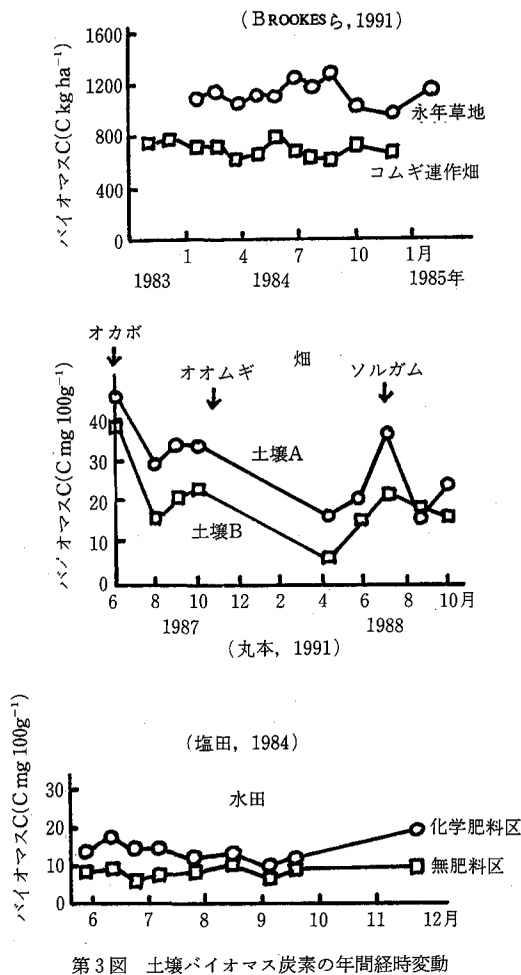 (BROOKESら,1991)
バイオマスC(C kg ha⁻¹)
1600
1200
800
400
0
永年草地
コムギ連作畑
1 4 7 10 1月
1983 1984 1985年
オカボ
オオムギ
畑
ソルガム
バイオマスC(C mg 100g⁻¹)
40
30
20
10
0
土壌A
土壌B
6 8 10 12 2 4 6 8 10月
1987 1988
(丸本, 1991)
(塩田, 1984)
水田
バイオマスC(C mg 100g⁻¹)
30
20
10
0
化学肥料区
無肥料区
6 7 8 9 10 11 12月
第3図 土壌バイオマス炭素の年間経時変動